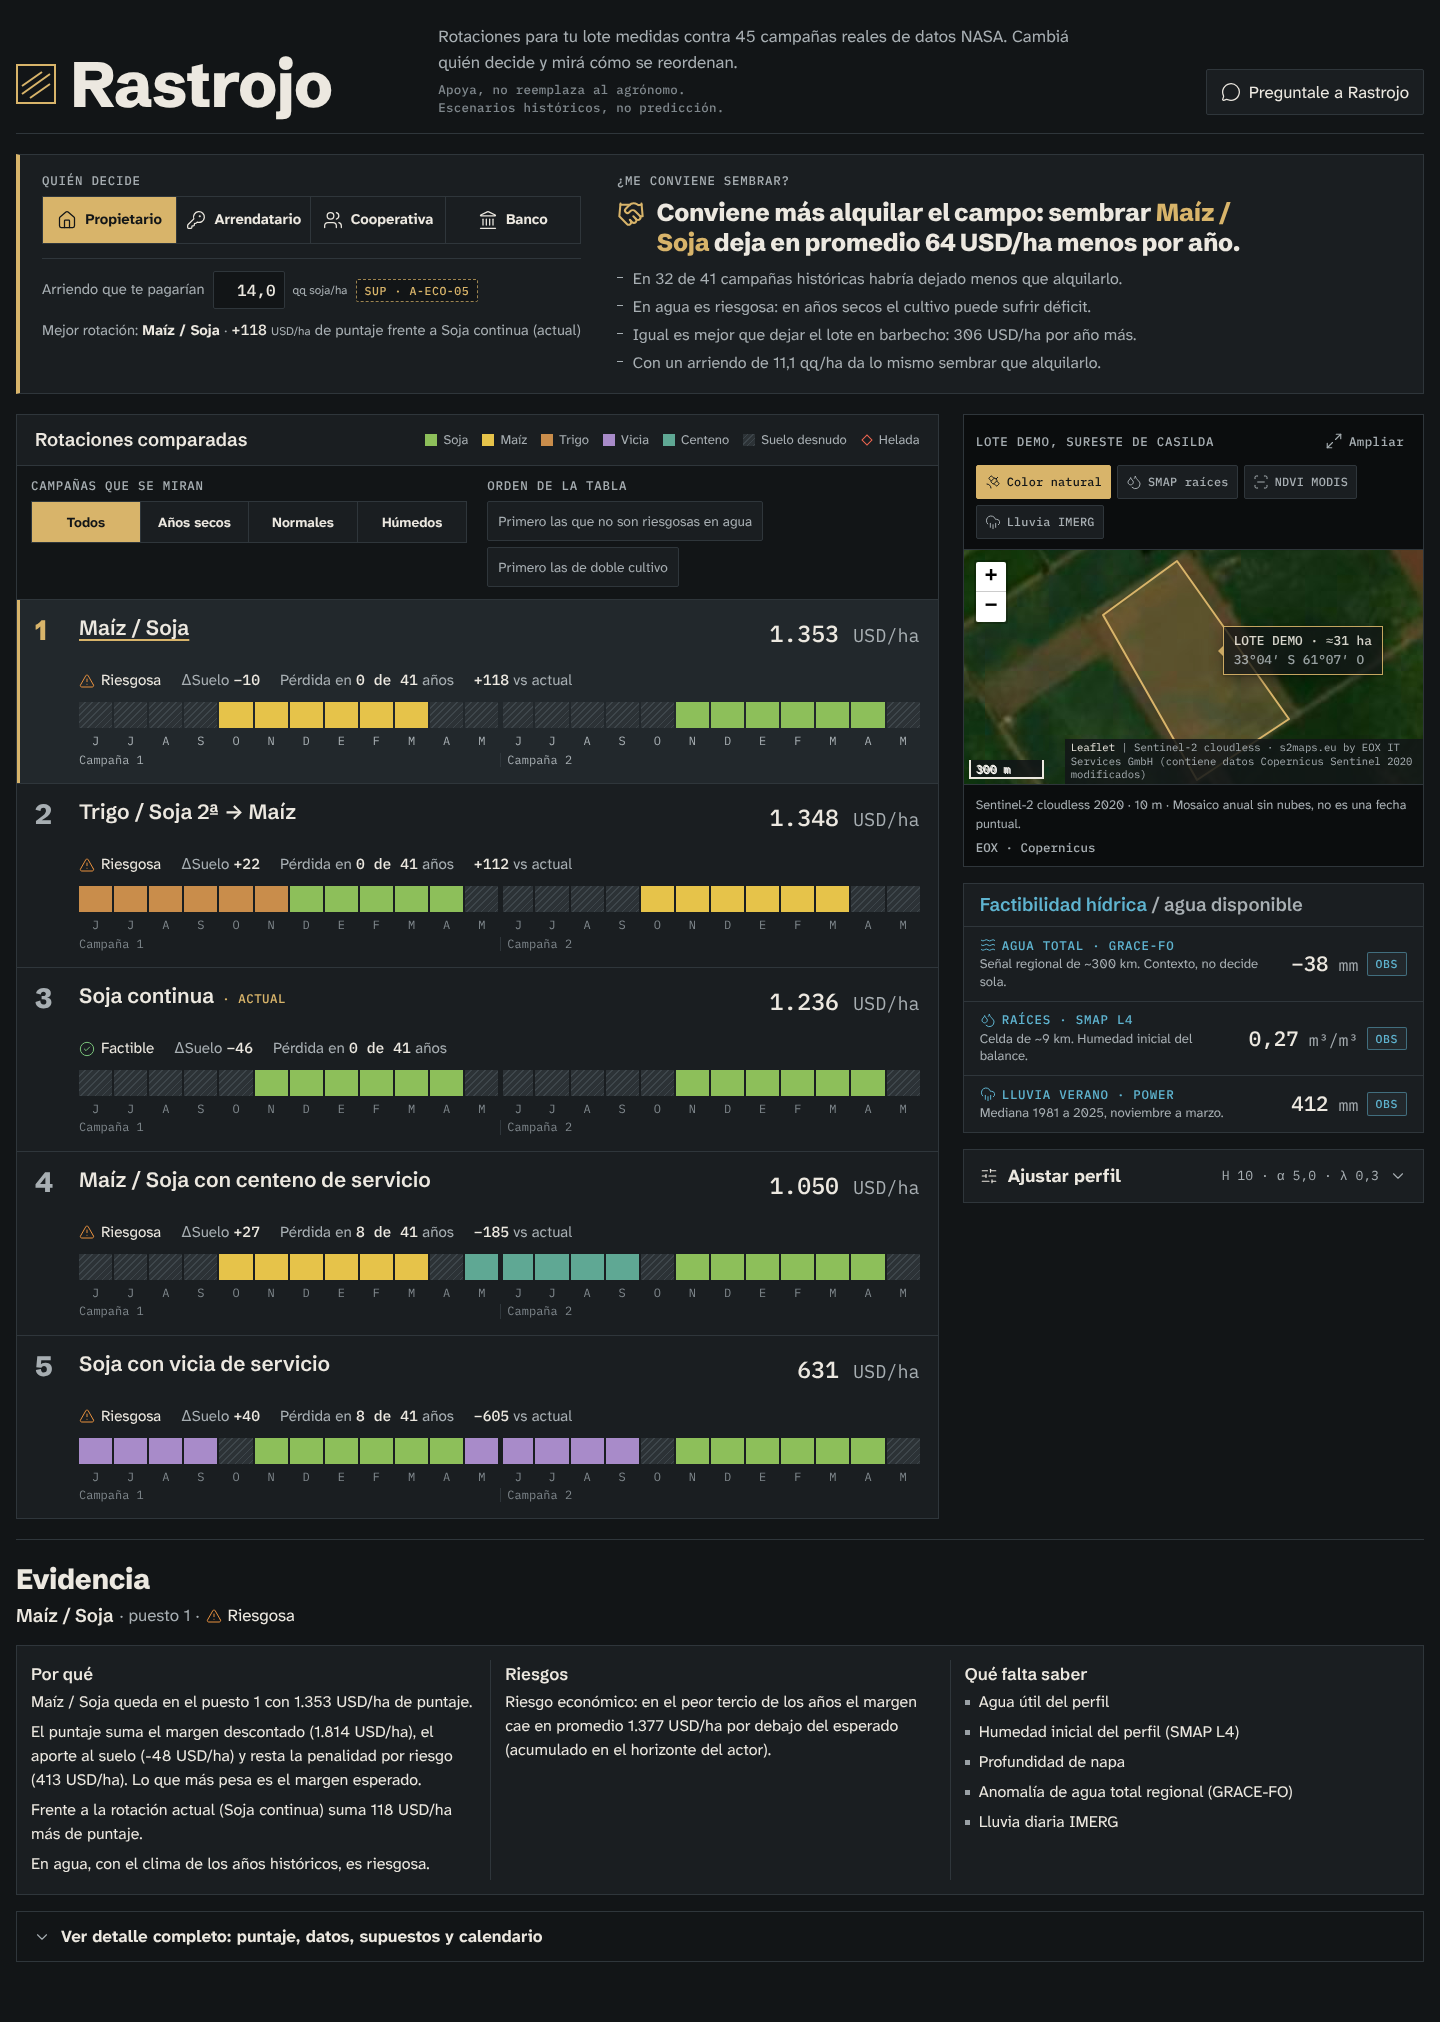 Rastrojo
Rotaciones para tu lote medidas contra 45 campañas reales de datos NASA. Cambiá
quién decide y mirá cómo se reordenan.
Apoya, no reemplaza al agrónomo.
Escenarios históricos, no predicción.
Preguntale a Rastrojo
QUIÉN DECIDE
Propietario
Arrendatario
Cooperativa
Banco
Arriendo que te pagarían 14,0 qq soja/ha SUP · A-ECO-05
Mejor rotación: Maíz / Soja · +118 USD/ha de puntaje frente a Soja continua (actual)
¿ME CONVIENE SEMBRAR?
Conviene más alquilar el campo: sembrar Maíz /
Soja deja en promedio 64 USD/ha menos por año.
– En 32 de 41 campañas históricas habría dejado menos que alquilarlo.
– En agua es riesgosa: en años secos el cultivo puede sufrir déficit.
– Igual es mejor que dejar el lote en barbecho: 306 USD/ha por año más.
– Con un arriendo de 11,1 qq/ha da lo mismo sembrar que alquilarlo.
Rotaciones comparadas
Soja Maíz Trigo Vicia Centeno Suelo desnudo Helada
CAMPAÑAS QUE SE MIRAN
Todos Años secos Normales Húmedos
ORDEN DE LA TABLA
Primero las que no son riesgosas en agua
Primero las de doble cultivo
1 Maíz / Soja 1.353 USD/ha
Riesgosa ΔSuelo −10 Pérdida en 0 de 41 años +118 vs actual
J J A S O N D E F M A M J J A S O N D E F M A M
Campaña 1 Campaña 2
2 Trigo / Soja 2ª → Maíz 1.348 USD/ha
Riesgosa ΔSuelo +22 Pérdida en 0 de 41 años +112 vs actual
J J A S O N D E F M A M J J A S O N D E F M A M
Campaña 1 Campaña 2
3 Soja continua · ACTUAL 1.236 USD/ha
Factible ΔSuelo −46 Pérdida en 0 de 41 años
J J A S O N D E F M A M J J A S O N D E F M A M
Campaña 1 Campaña 2
4 Maíz / Soja con centeno de servicio 1.050 USD/ha
Riesgosa ΔSuelo +27 Pérdida en 8 de 41 años −185 vs actual
J J A S O N D E F M A M J J A S O N D E F M A M
Campaña 1 Campaña 2
5 Soja con vicia de servicio 631 USD/ha
Riesgosa ΔSuelo +40 Pérdida en 8 de 41 años −605 vs actual
J J A S O N D E F M A M J J A S O N D E F M A M
Campaña 1 Campaña 2
LOTE DEMO, SURESTE DE CASILDA
Ampliar
Color natural
SMAP raíces
NDVI MODIS
Lluvia IMERG
+
−
LOTE DEMO · ≈31 ha
33°04′ S 61°07′ O
300 m
Leaflet | Sentinel-2 cloudless · s2maps.eu by EOX IT
Services GmbH (contiene datos Copernicus Sentinel 2020
modificados)
Sentinel-2 cloudless 2020 · 10 m · Mosaico anual sin nubes, no es una fecha
puntual.
EOX · Copernicus
Factibilidad hídrica / agua disponible
AGUA TOTAL · GRACE-FO
Señal regional de ~300 km. Contexto, no decide
sola.
−38 mm OBS
RAÍCES · SMAP L4
Celda de ~9 km. Humedad inicial del
balance.
0,27 m³/m³ OBS
LLUVIA VERANO · POWER
Mediana 1981 a 2025, noviembre a marzo.
412 mm OBS
Ajustar perfil H 10 · α 5,0 · λ 0,3
Evidencia
Maíz / Soja · puesto 1 · Riesgosa
Por qué
Maíz / Soja queda en el puesto 1 con 1.353 USD/ha de puntaje.
El puntaje suma el margen descontado (1.814 USD/ha), el
aporte al suelo (-48 USD/ha) y resta la penalidad por riesgo
(413 USD/ha). Lo que más pesa es el margen esperado.
Frente a la rotación actual (Soja continua) suma 118 USD/ha
más de puntaje.
En agua, con el clima de los años históricos, es riesgosa.
Riesgos
Riesgo económico: en el peor tercio de los años el margen
cae en promedio 1.377 USD/ha por debajo del esperado
(acumulado en el horizonte del actor).
Qué falta saber
Agua útil del perfil
Humedad inicial del perfil (SMAP L4)
Profundidad de napa
Anomalía de agua total regional (GRACE-FO)
Lluvia diaria IMERG
Ver detalle completo: puntaje, datos, supuestos y calendario